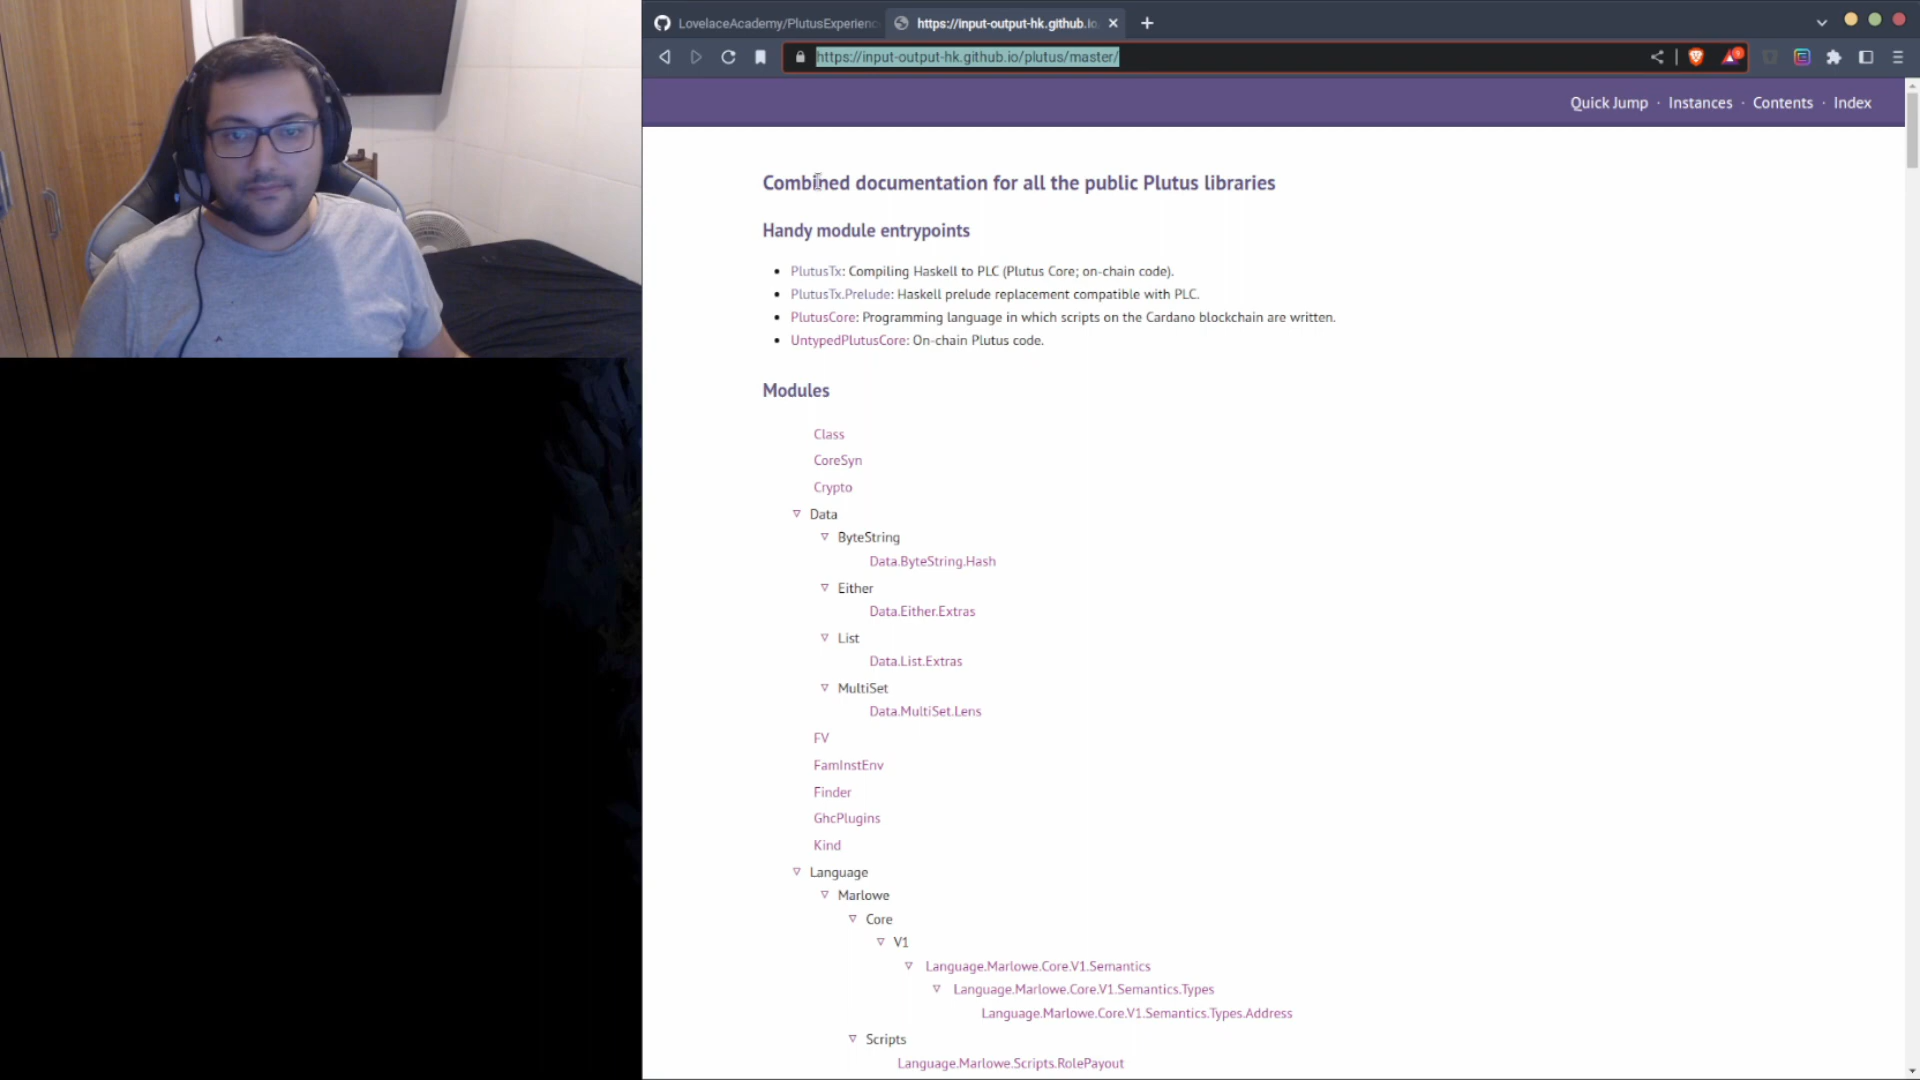 LovelaceAcademy/PlutusExperienc
https://input-output-hk.github.io
https://input-output-hk.github.io/plutus/master/
Quick Jump · Instances · Contents · Index
Combined documentation for all the public Plutus libraries
Handy module entrypoints
• PlutusTx: Compiling Haskell to PLC (Plutus Core; on-chain code).
• PlutusTx.Prelude: Haskell prelude replacement compatible with PLC.
• PlutusCore: Programming language in which scripts on the Cardano blockchain are written.
• UntypedPlutusCore: On-chain Plutus code.
Modules
Class
CoreSyn
Crypto
Data
ByteString
Data.ByteString.Hash
Either
Data.Either.Extras
List
Data.List.Extras
MultiSet
Data.MultiSet.Lens
FV
FamInstEnv
Finder
GhcPlugins
Kind
Language
Marlowe
Core
V1
Language.Marlowe.Core.V1.Semantics
Language.Marlowe.Core.V1.Semantics.Types
Language.Marlowe.Core.V1.Semantics.Types.Address
Scripts
Language.Marlowe.Scripts.RolePayout